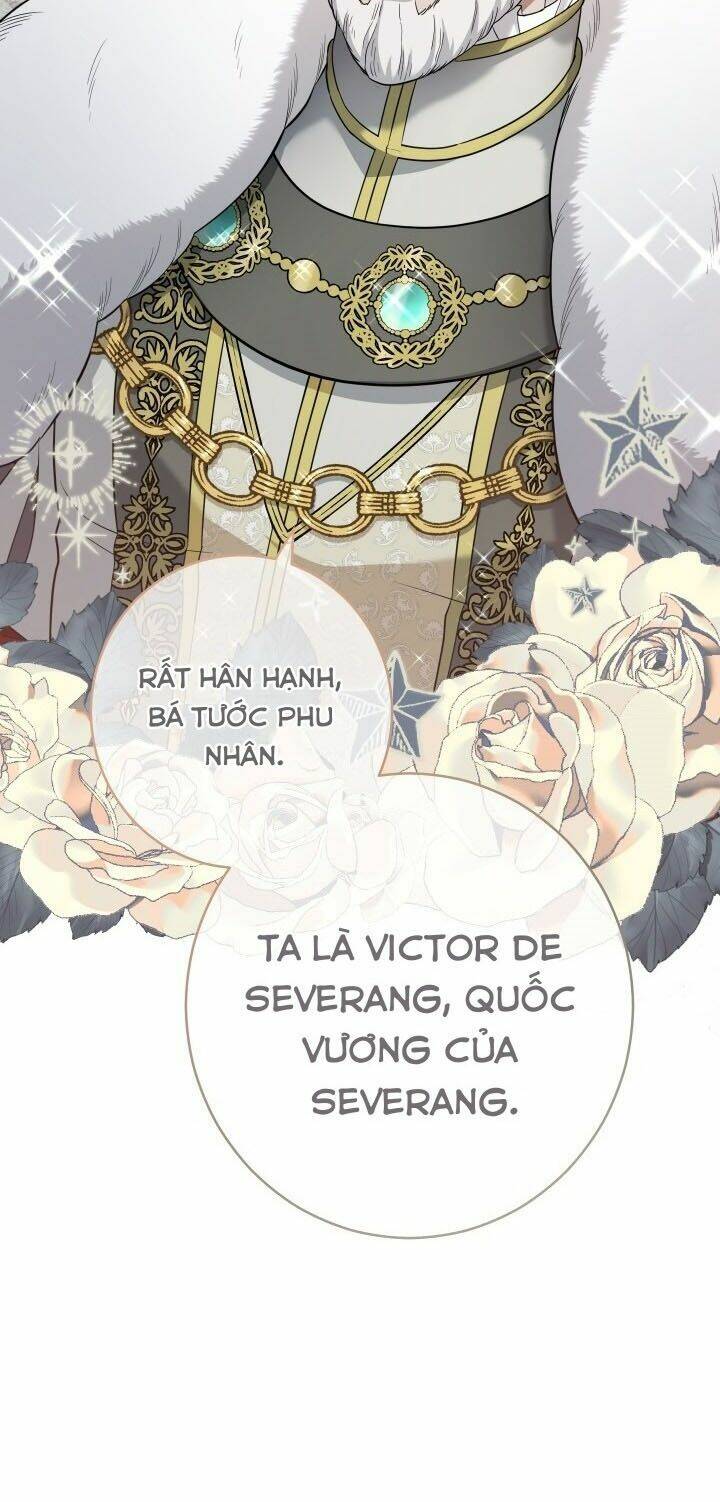 RẤT HÂN HẠNH,
BÁ TƯỚC PHU
NHÂN.
TA LÀ VICTOR DE
SEVERANG, QUỐC
VƯƠNG CỦA
SEVERANG.